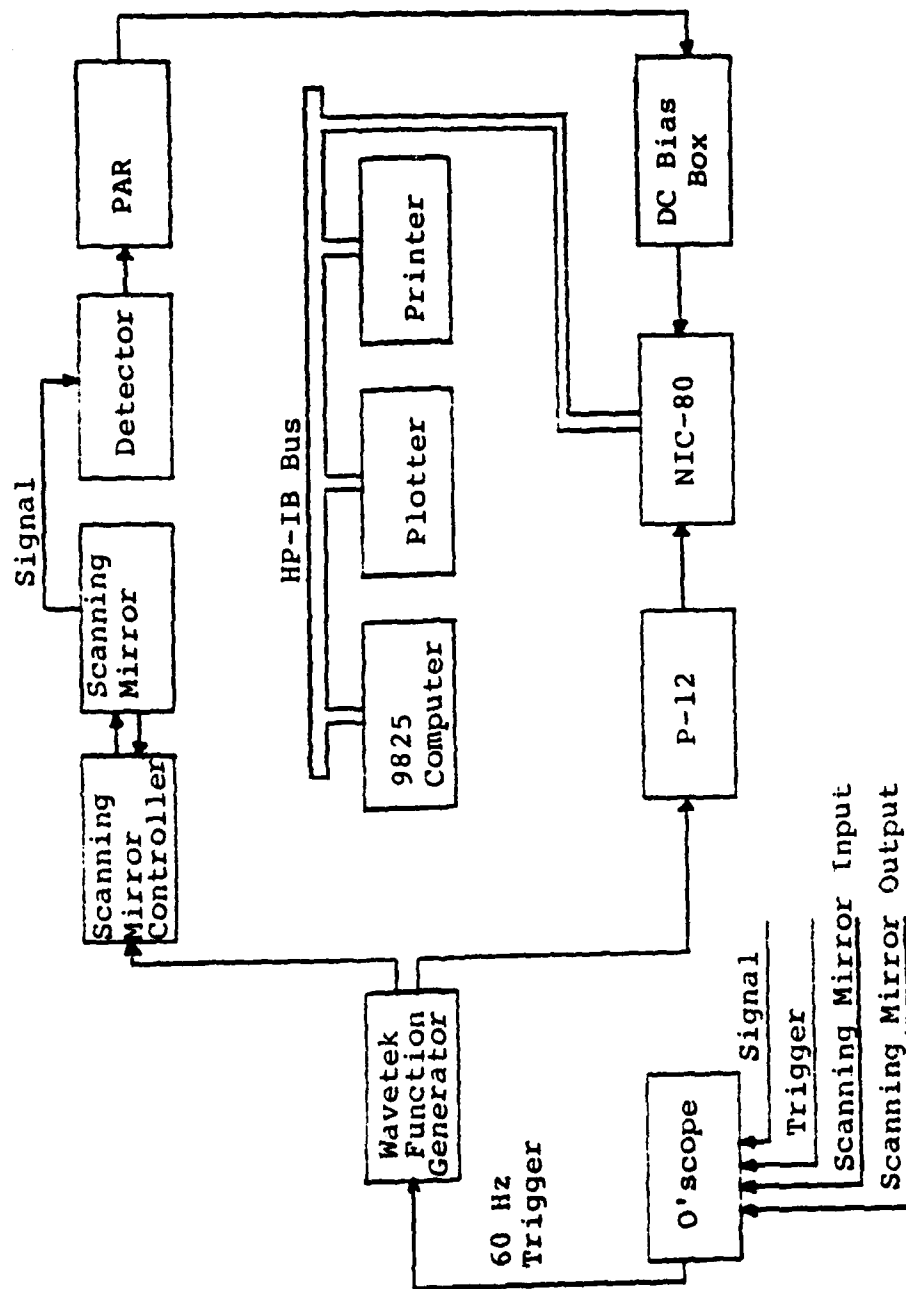 Scanning
Mirror
Controller
Scanning
Mirror
Signal
Detector
PAR
HP-IB Bus
9825
Computer
Plotter
Printer
Wavetek
Function
Generator
60 Hz
Trigger
P-12
NIC-80
DC Bias
Box
O'scope
Signal
Trigger
Scanning Mirror Input
Scanning Mirror Output